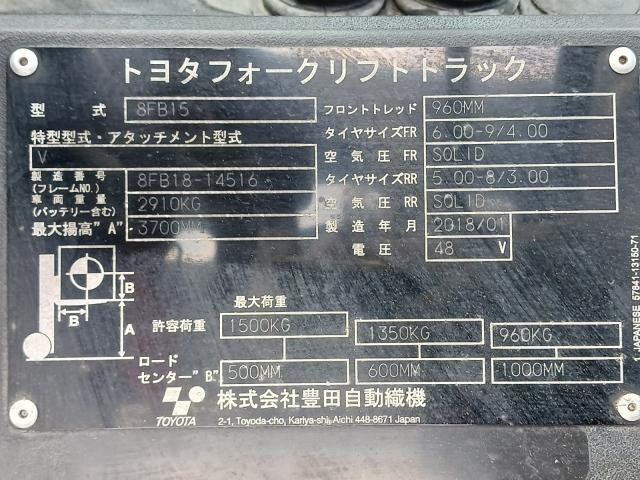 トヨタフォークリフトトラック
型 式 8FB15 フロントトレッド 960MM
特型型式・アタッチメント型式 タイヤサイズFR 6.00-9/4.00
V 空気圧FR SOLID
製造番号(フレームNO.) 8FB18-14516 タイヤサイズRR 5.00-8/3.00
車両重量(バッテリー含む) 2910KG 空気圧RR SOLID
最大揚高"A" 3700MM 製造年月 2018/01
電圧 48 V
B
B A
最大荷重
許容荷重 1500KG 1350KG 960KG
ロードセンター"B" 500MM 600MM 1000MM
TOYOTA 株式会社豊田自動織機
2-1, Toyoda-cho, Kariya-shi, Aichi 448-8671 Japan
1 JAPANESE 57841-13150-71